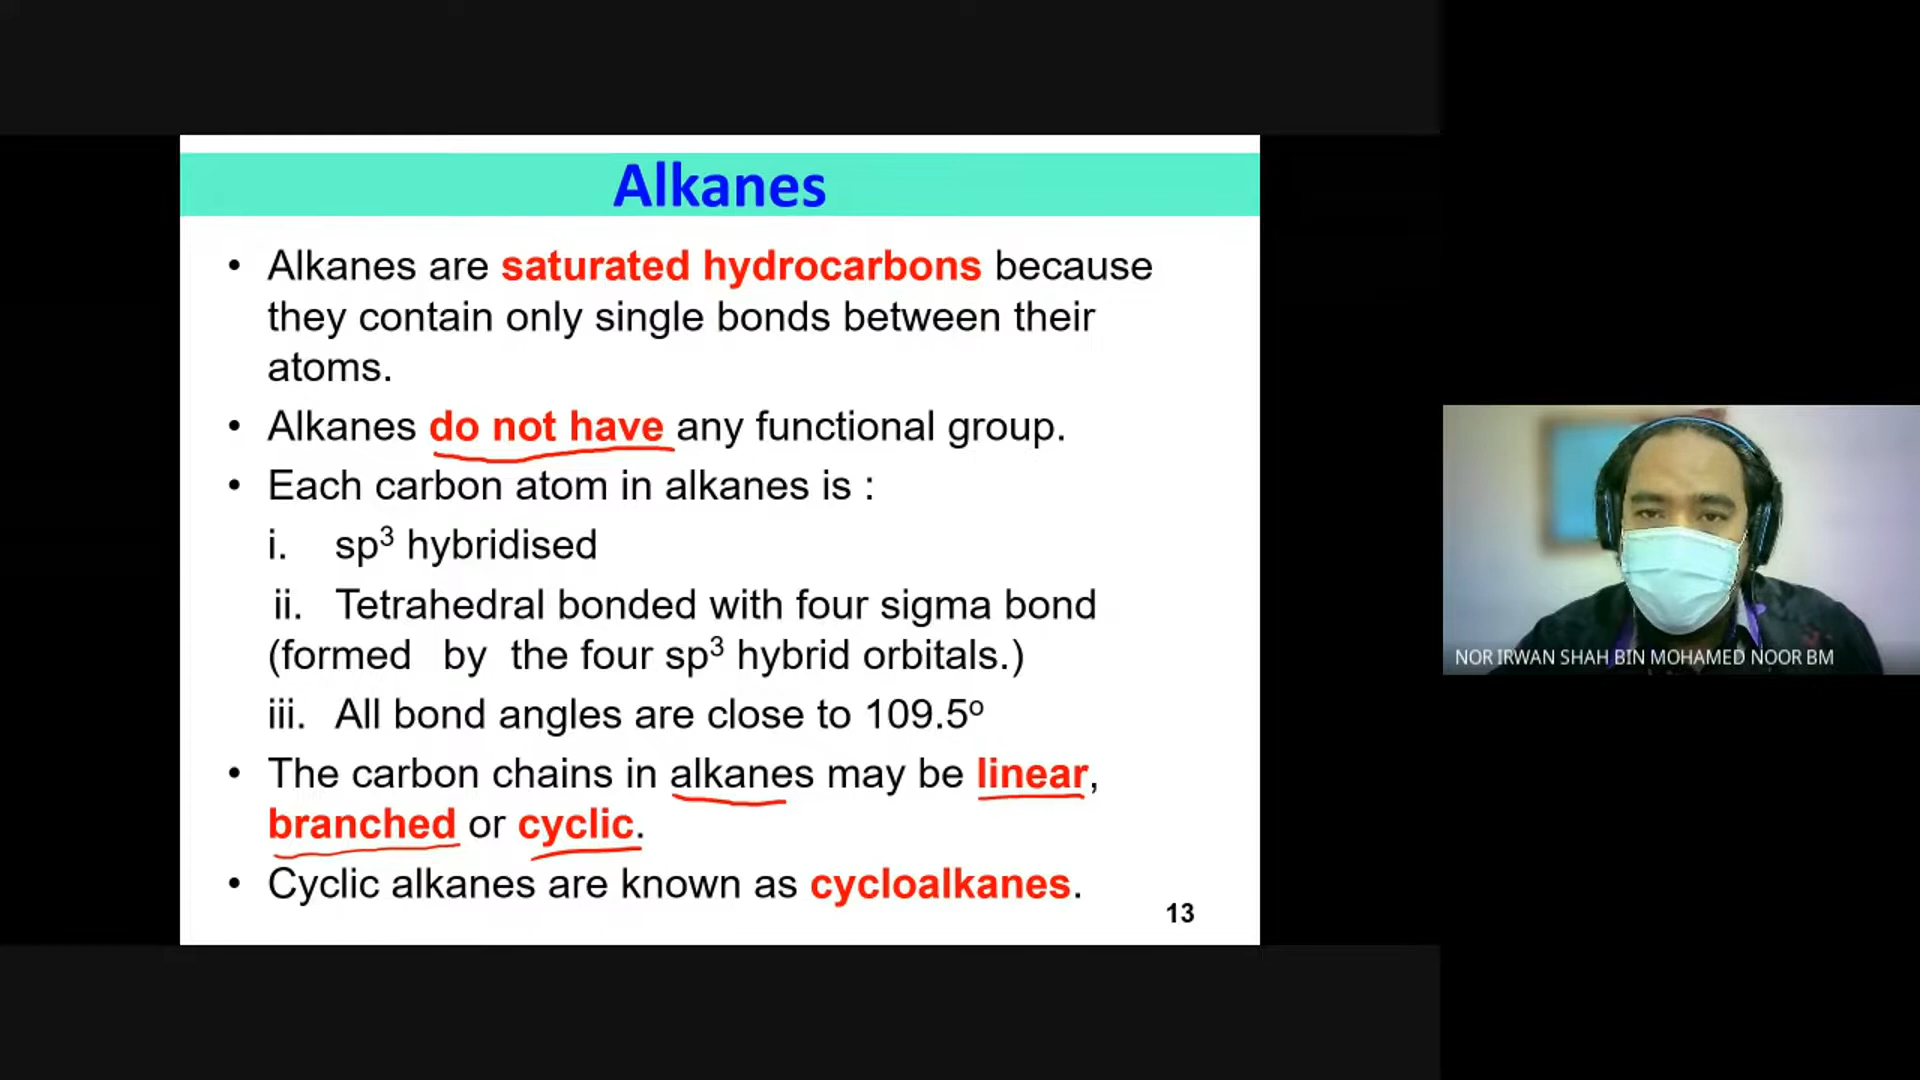 Alkanes
• Alkanes are saturated hydrocarbons because
they contain only single bonds between their
atoms.
• Alkanes do not have any functional group.
• Each carbon atom in alkanes is :
i. sp³ hybridised
ii. Tetrahedral bonded with four sigma bond
(formed by the four sp³ hybrid orbitals.)
iii. All bond angles are close to 109.5º
• The carbon chains in alkanes may be linear,
branched or cyclic.
• Cyclic alkanes are known as cycloalkanes.
13
NOR IRWAN SHAH BIN MOHAMED NOOR BM